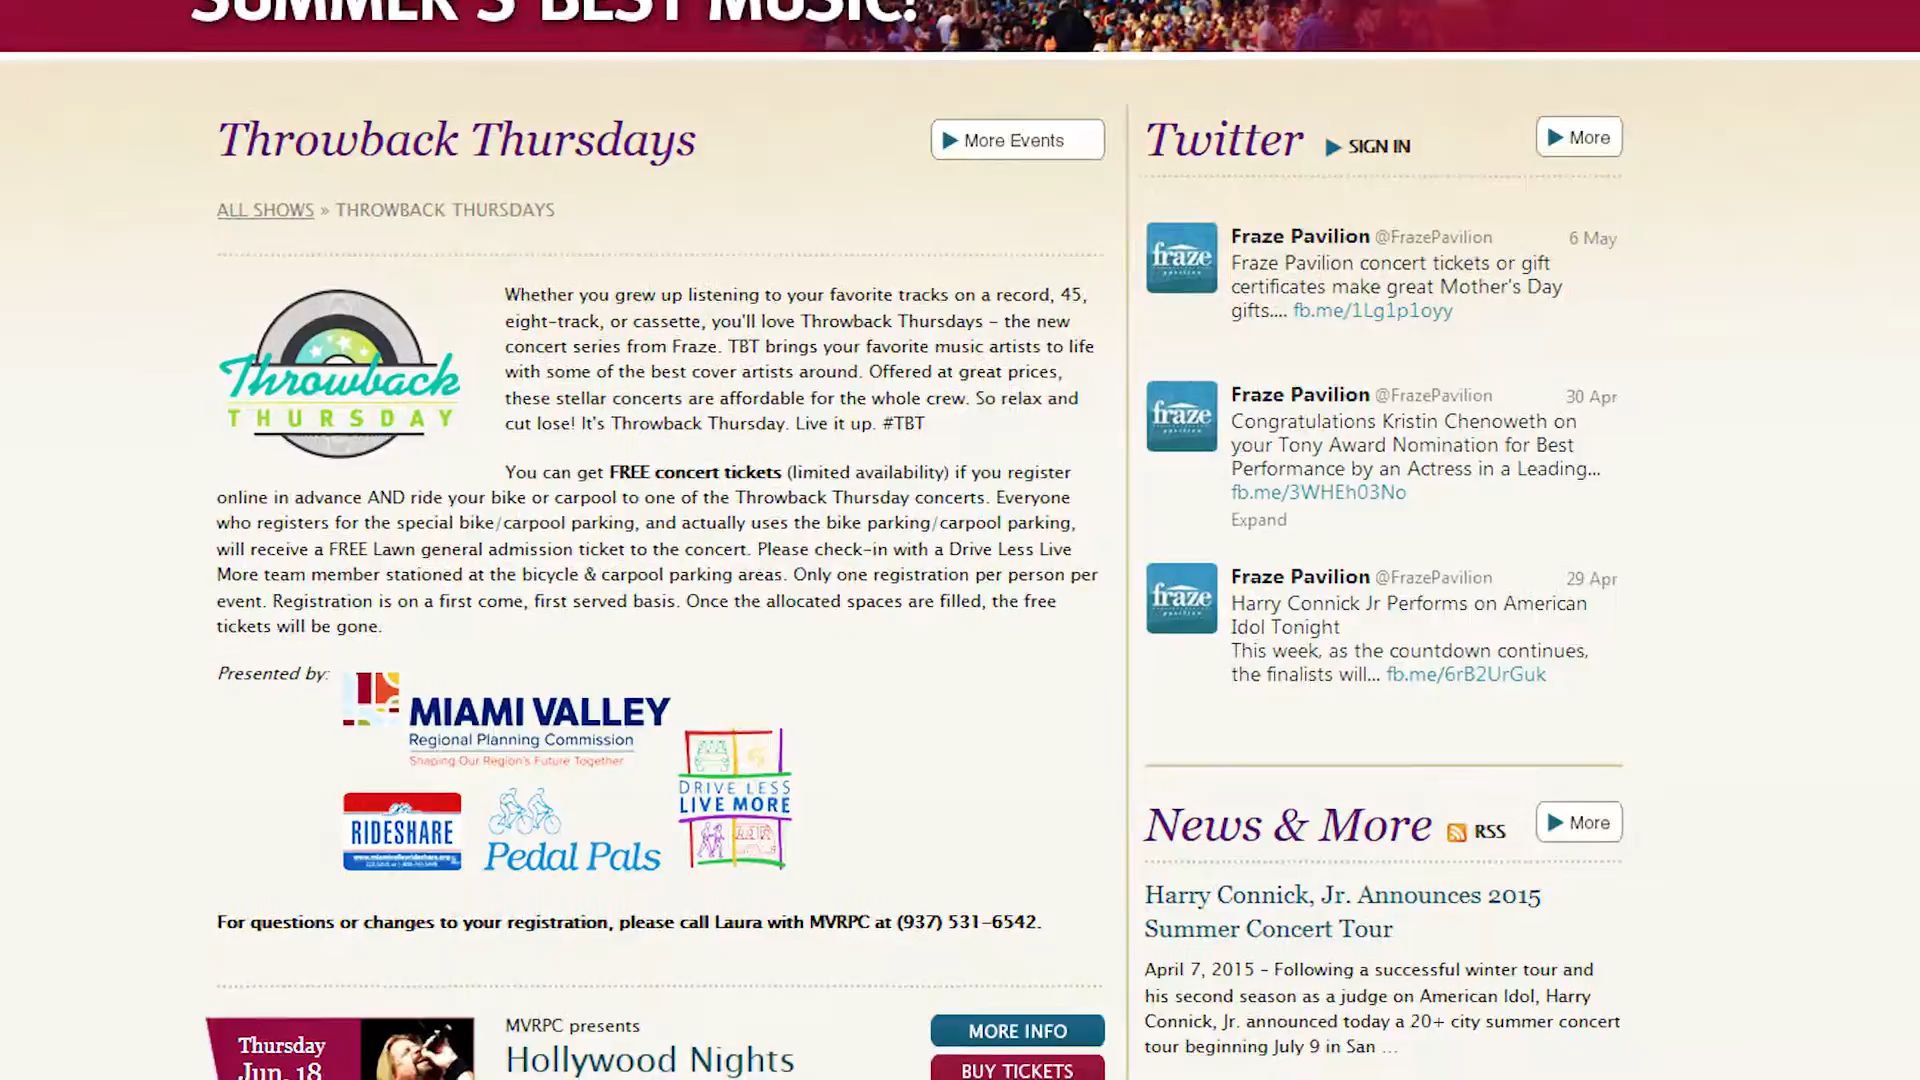 SUMMER'S BEST MUSIC!
Throwback Thursdays
More Events
ALL SHOWS » THROWBACK THURSDAYS
Throwback
THURSDAY
Whether you grew up listening to your favorite tracks on a record, 45,
eight-track, or cassette, you'll love Throwback Thursdays - the new
concert series from Fraze. TBT brings your favorite music artists to life
with some of the best cover artists around. Offered at great prices,
these stellar concerts are affordable for the whole crew. So relax and
cut lose! It's Throwback Thursday. Live it up. #TBT
You can get FREE concert tickets (limited availability) if you register
online in advance AND ride your bike or carpool to one of the Throwback Thursday concerts. Everyone
who registers for the special bike/carpool parking, and actually uses the bike parking/carpool parking,
will receive a FREE Lawn general admission ticket to the concert. Please check-in with a Drive Less Live
More team member stationed at the bicycle & carpool parking areas. Only one registration per person per
event. Registration is on a first come, first served basis. Once the allocated spaces are filled, the free
tickets will be gone.
Presented by:
MIAMI VALLEY
Regional Planning Commission
Shaping Our Region's Future Together
RIDESHARE
Pedal Pals
DRIVE LESS
LIVE MORE
For questions or changes to your registration, please call Laura with MVRPC at (937) 531-6542.
Thursday
Jun. 18
MVRPC presents
Hollywood Nights
MORE INFO
BUY TICKETS
Twitter
SIGN IN
More
fraze
pavilion
Fraze Pavilion @FrazePavilion 6 May
Fraze Pavilion concert tickets or gift
certificates make great Mother's Day
gifts.... fb.me/1Lg1p1oyy
fraze
pavilion
Fraze Pavilion @FrazePavilion 30 Apr
Congratulations Kristin Chenoweth on
your Tony Award Nomination for Best
Performance by an Actress in a Leading...
fb.me/3WHEh03No
Expand
fraze
pavilion
Fraze Pavilion @FrazePavilion 29 Apr
Harry Connick Jr Performs on American
Idol Tonight
This week, as the countdown continues,
the finalists will... fb.me/6rB2UrGuk
News & More
RSS
More
Harry Connick, Jr. Announces 2015
Summer Concert Tour
April 7, 2015 - Following a successful winter tour and
his second season as a judge on American Idol, Harry
Connick, Jr. announced today a 20+ city summer concert
tour beginning July 9 in San ...